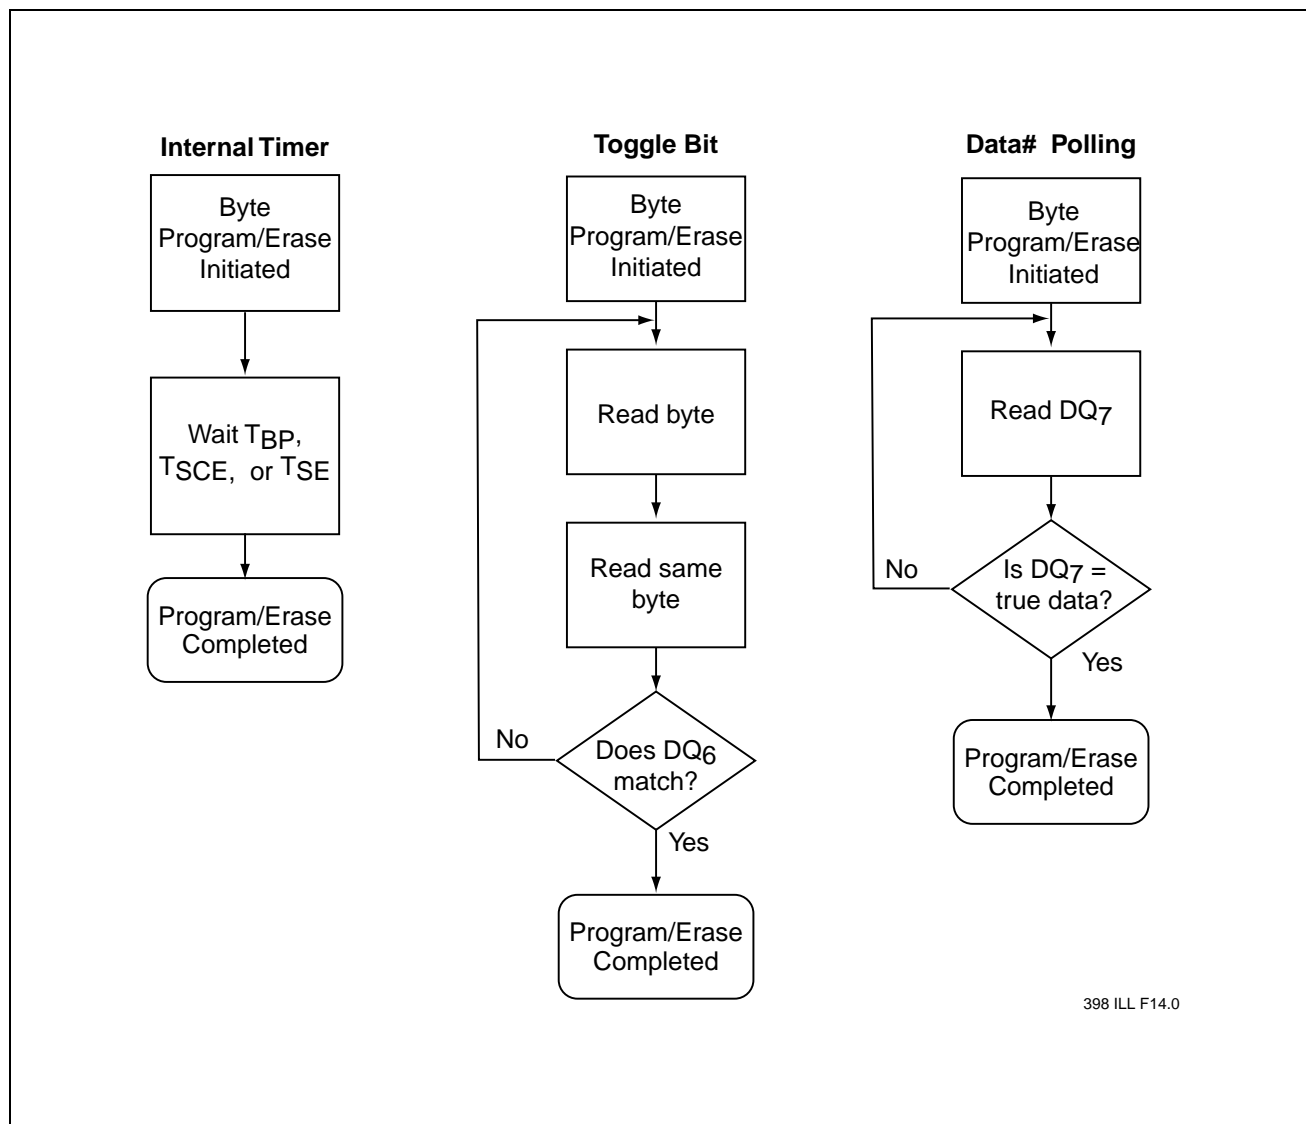 Internal Timer
Byte
Program/Erase
Initiated
Wait TBP,
TSCE, or TSE
Program/Erase
Completed
Toggle Bit
Byte
Program/Erase
Initiated
Read byte
Read same
byte
No
Does DQ6
match?
Yes
Program/Erase
Completed
Data# Polling
Byte
Program/Erase
Initiated
Read DQ7
No
Is DQ7 =
true data?
Yes
Program/Erase
Completed
398 ILL F14.0